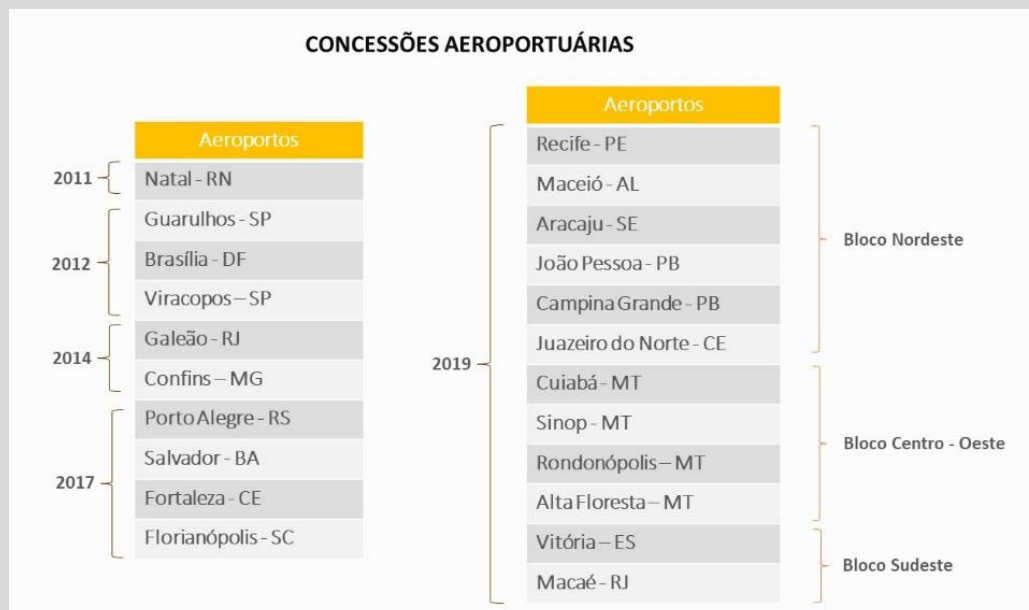 CONCESSÕES AEROPORTUÁRIAS
Aeroportos
2011
Natal - RN
2012
Guarulhos - SP
Brasília - DF
Viracopos – SP
2014
Galeão - RJ
Confins – MG
2017
Porto Alegre - RS
Salvador - BA
Fortaleza - CE
Florianópolis - SC
Aeroportos
2019
Recife - PE
Maceió - AL
Aracaju - SE
João Pessoa - PB
Campina Grande - PB
Juazeiro do Norte - CE
Bloco Nordeste
Cuiabá - MT
Sinop - MT
Rondonópolis – MT
Alta Floresta – MT
Bloco Centro - Oeste
Vitória – ES
Macaé - RJ
Bloco Sudeste